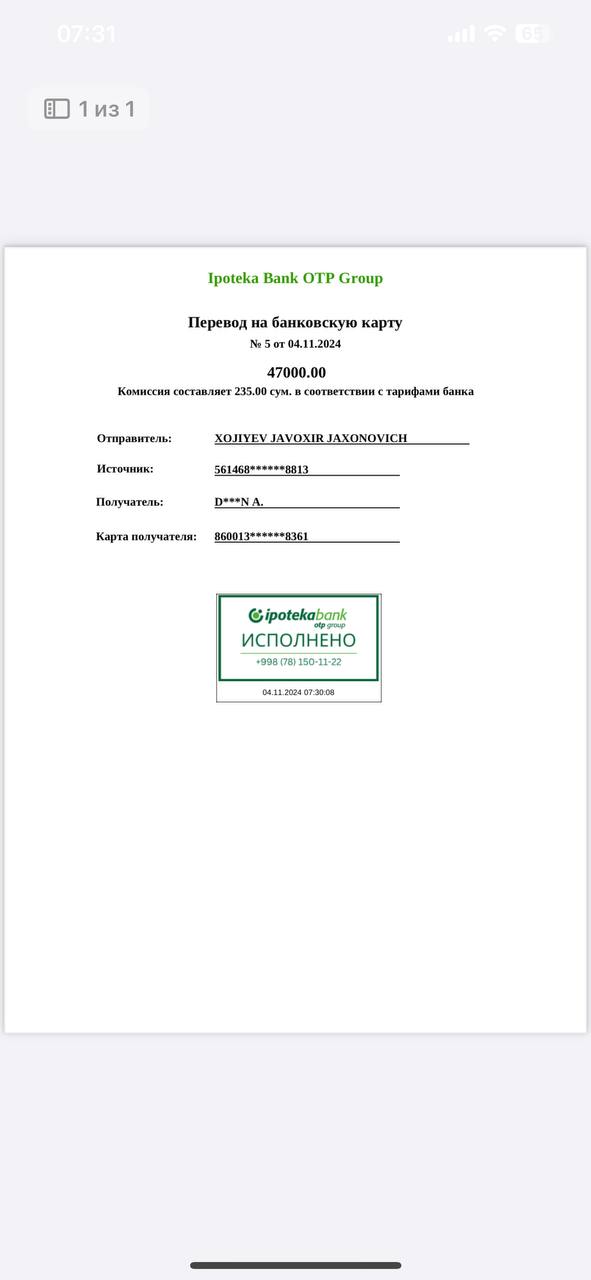 07:31
65
1 из 1
Ipoteka Bank OTP Group
Перевод на банковскую карту
№ 5 от 04.11.2024
47000.00
Комиссия составляет 235.00 сум. в соответствии с тарифами банка
Отправитель: XOJIYEV JAVOXIR JAXONOVICH
Источник: 561468******8813
Получатель: D***N A.
Карта получателя: 860013******8361
ipotekabank
otp group
ИСПОЛНЕНО
+998 (78) 150-11-22
04.11.2024 07:30:08